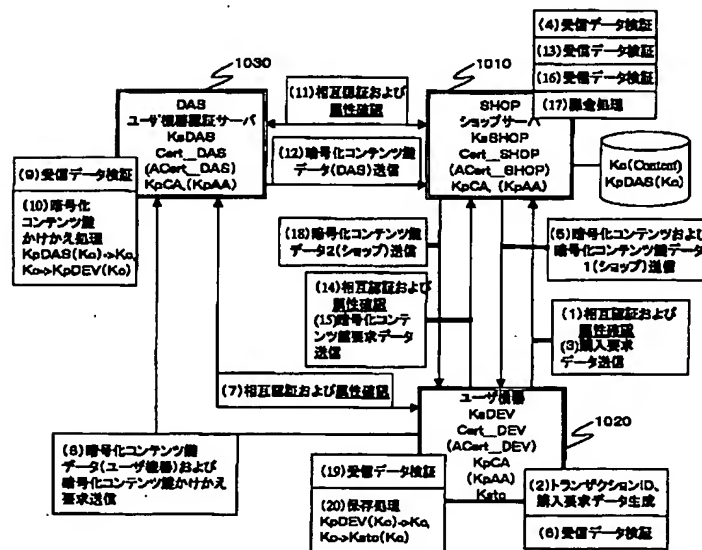 (4)受信データ検証
(13)受信データ検証
(16)受信データ検証
(17)課金処理
1030
1010
DAS
ユーザ機器認証サーバ
KsDAS
Cert__DAS
(ACert__DAS)
KpCA, (KpAA)
(11)相互認証および
属性確認
(12)暗号化コンテンツ鍵
データ(DAS)送信
SHOP
ショップサーバ
KsSHOP
Cert__SHOP
(ACert__SHOP)
KpCA, (KpAA)
Kc(Content)
KpDAS(Kc)
(9)受信データ検証
(10)暗号化
コンテンツ鍵
かけかえ処理
KpDAS(Kc)->Kc,
Kc->KpDEV(Kc)
(18)暗号化コンテンツ鍵
データ2(ショップ)送信
(5)暗号化コンテンツおよび
暗号化コンテンツ鍵データ
1(ショップ)送信
(14)相互認証および
属性確認
(15)暗号化コンテ
ンツ鍵要求データ
送信
(1)相互認証および
属性確認
(3)購入要求
データ送信
(7)相互認証および属性確認
ユーザ機器
KsDEV
Cert__DEV
(ACert__DEV)
KpCA
(KpAA)
Ksto
1020
(8)暗号化コンテンツ鍵
データ(ユーザ機器)および
暗号化コンテンツ鍵かけかえ
要求送信
(19)受信データ検証
(20)保存処理
KpDEV(Kc)->Kc,
Kc->Ksto(Kc)
(2)トランザクションID、
購入要求データ生成
(6)受信データ検証